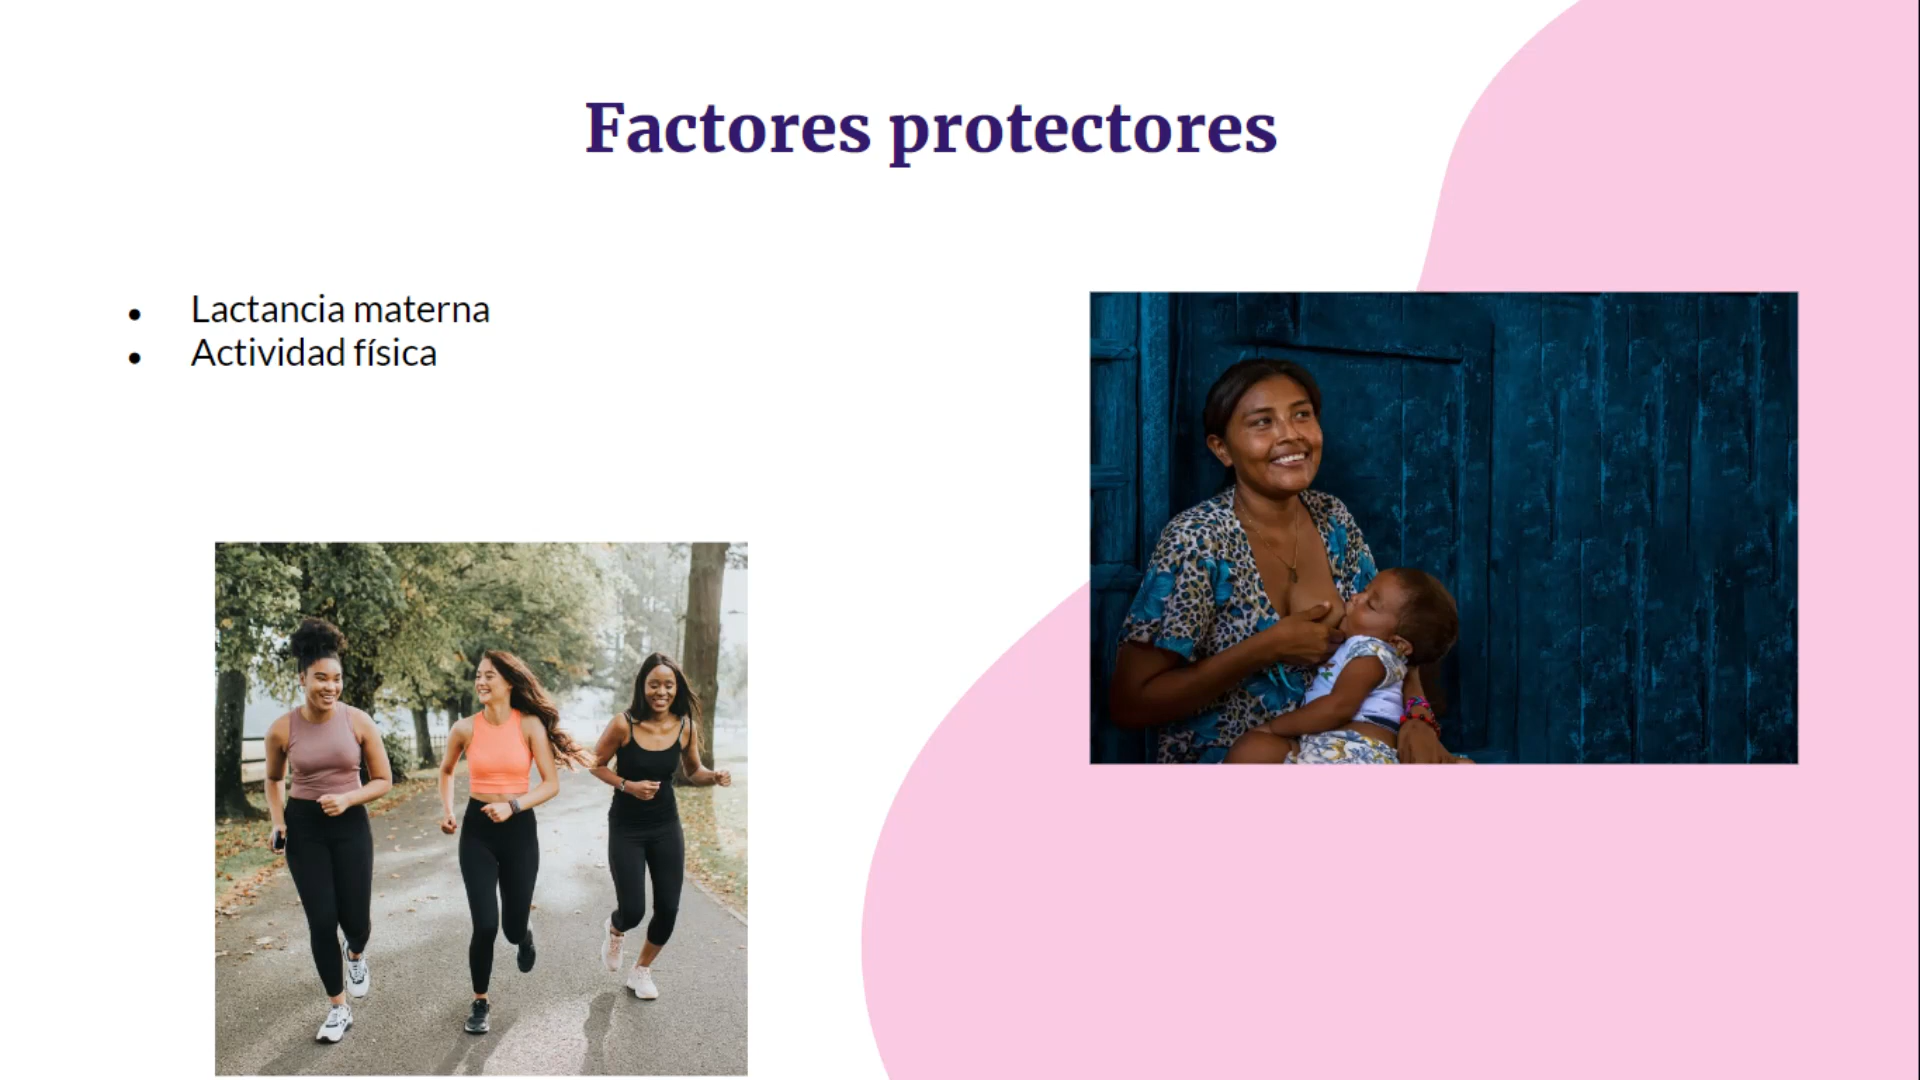 Factores protectores
• Lactancia materna
• Actividad física